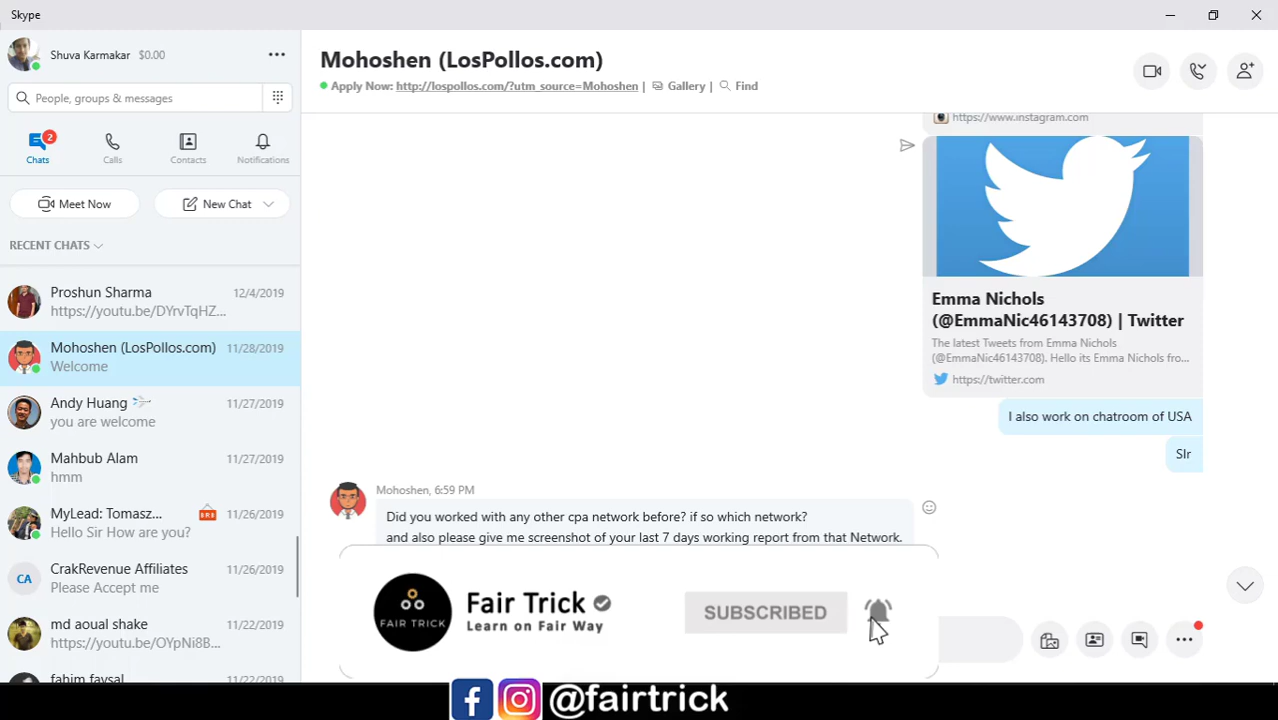 Skype
Shuva Karmakar $0.00
People, groups & messages
Chats 2
Calls
Contacts
Notifications
Meet Now
New Chat
RECENT CHATS
Proshun Sharma 12/4/2019
https://youtu.be/DYrvTqHZ...
Mohoshen (LosPollos.com) 11/28/2019
Welcome
Andy Huang 11/27/2019
you are welcome
Mahbub Alam 11/27/2019
hmm
MyLead: Tomasz... 11/26/2019
Hello Sir How are you?
CA
CrakRevenue Affiliates 11/26/2019
Please Accept me
md aoual shake 11/22/2019
https://youtu.be/OYpNi8B...
fahim faysal 11/22/2019
Mohoshen (LosPollos.com)
Apply Now: http://lospollos.com/?utm_source=Mohoshen | Gallery | Find
https://www.instagram.com
Emma Nichols
(@EmmaNic46143708) | Twitter
The latest Tweets from Emma Nichols
(@EmmaNic46143708). Hello its Emma Nichols fro...
https://twitter.com
I also work on chatroom of USA
SIr
Mohoshen, 6:59 PM
Did you worked with any other cpa network before? if so which network?
and also please give me screenshot of your last 7 days working report from that Network.
FAIR TRICK
Fair Trick
Learn on Fair Way
SUBSCRIBED
@fairtrick